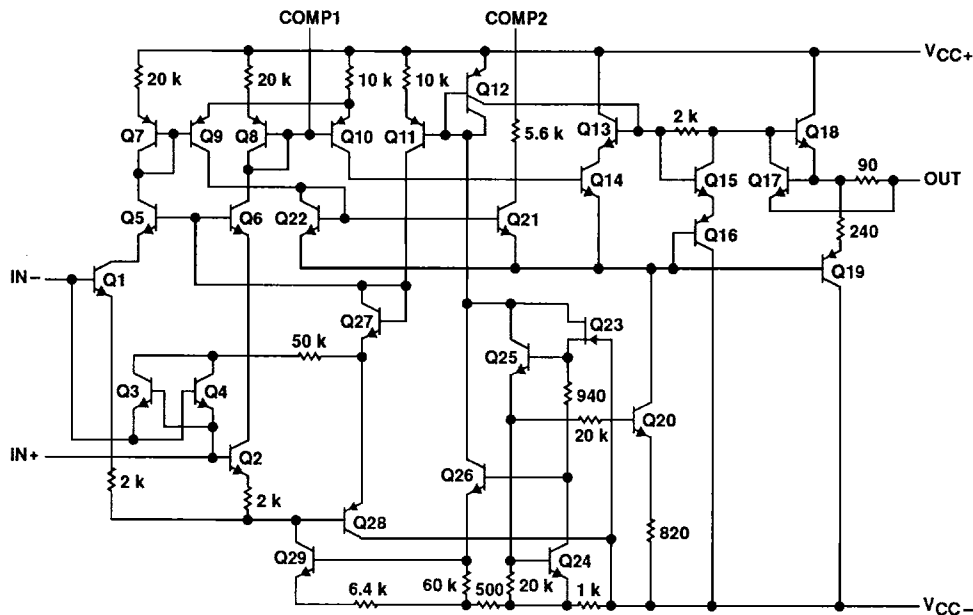 COMP1 COMP2
VCC+
20 k 20 k 10 k 10 k
Q12
2 k
Q7 Q9 Q8 Q10 Q11 5.6 k Q13 Q18
90
OUT
Q14 Q15 Q17
Q5 Q6 Q22 Q21
Q16
240
IN− Q1 Q19
Q27 Q23
50 k Q25
Q3 Q4 940
Q20
20 k
IN+ Q2 Q26
2 k 2 k
Q28 820
Q29 Q24
6.4 k 60 k 500 20 k 1 k
VCC−